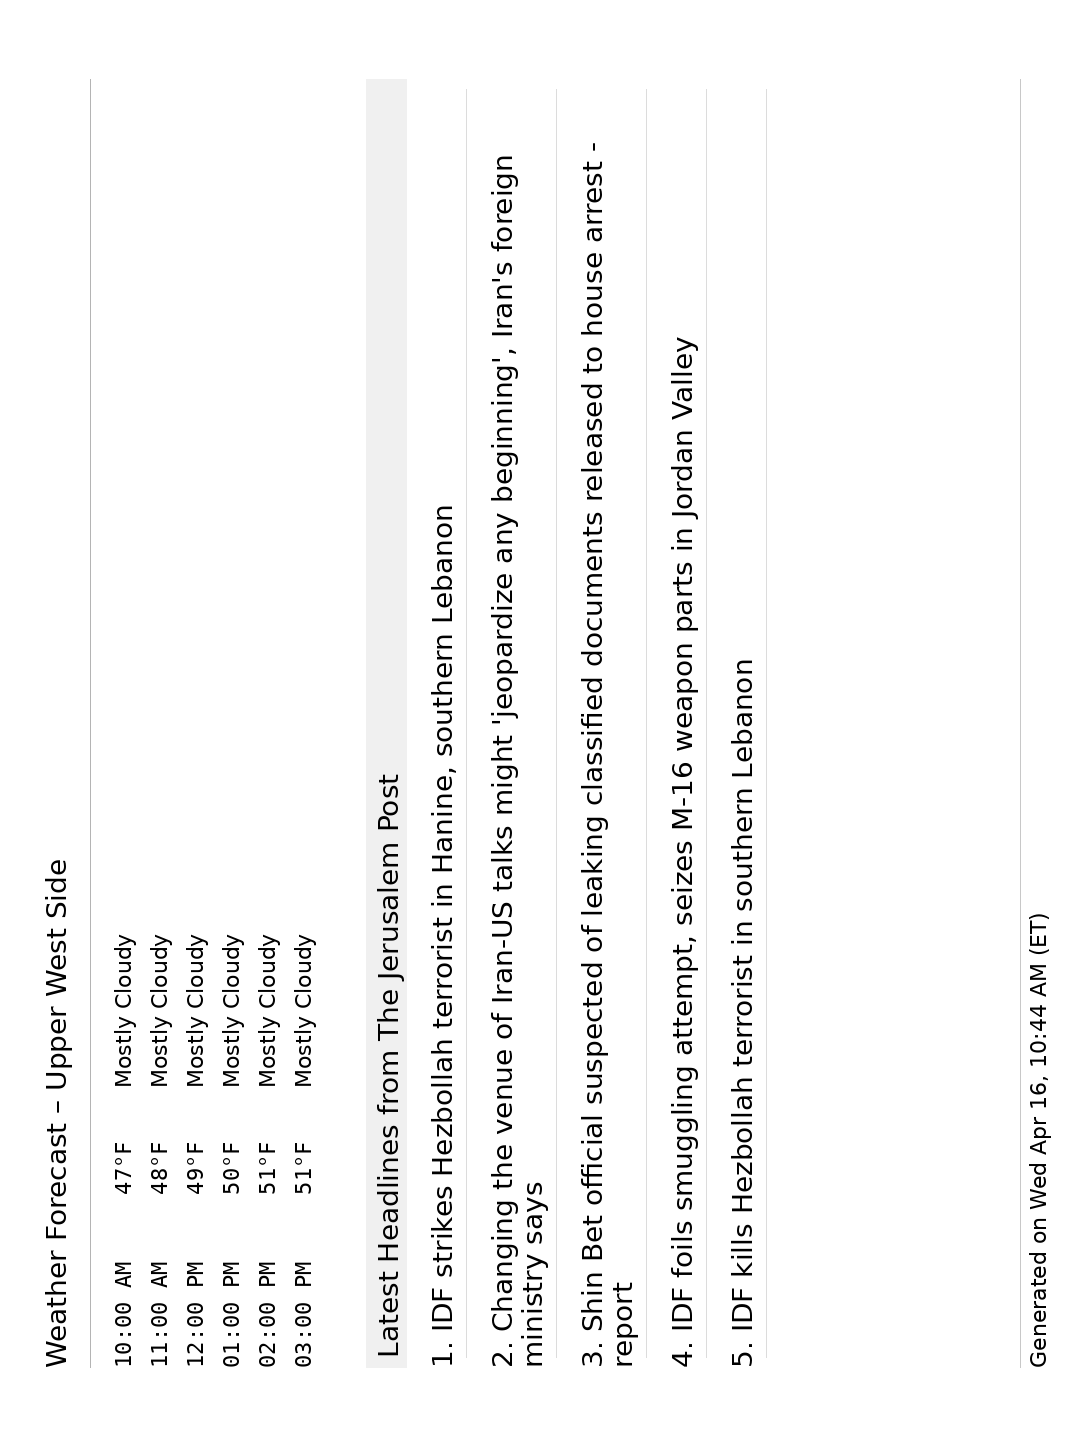 Weather Forecast – Upper West Side
10:00 AM 47°F Mostly Cloudy
11:00 AM 48°F Mostly Cloudy
12:00 PM 49°F Mostly Cloudy
01:00 PM 50°F Mostly Cloudy
02:00 PM 51°F Mostly Cloudy
03:00 PM 51°F Mostly Cloudy
Latest Headlines from The Jerusalem Post
1. IDF strikes Hezbollah terrorist in Hanine, southern Lebanon
2. Changing the venue of Iran-US talks might 'jeopardize any beginning', Iran's foreign
ministry says
3. Shin Bet official suspected of leaking classified documents released to house arrest -
report
4. IDF foils smuggling attempt, seizes M-16 weapon parts in Jordan Valley
5. IDF kills Hezbollah terrorist in southern Lebanon
Generated on Wed Apr 16, 10:44 AM (ET)